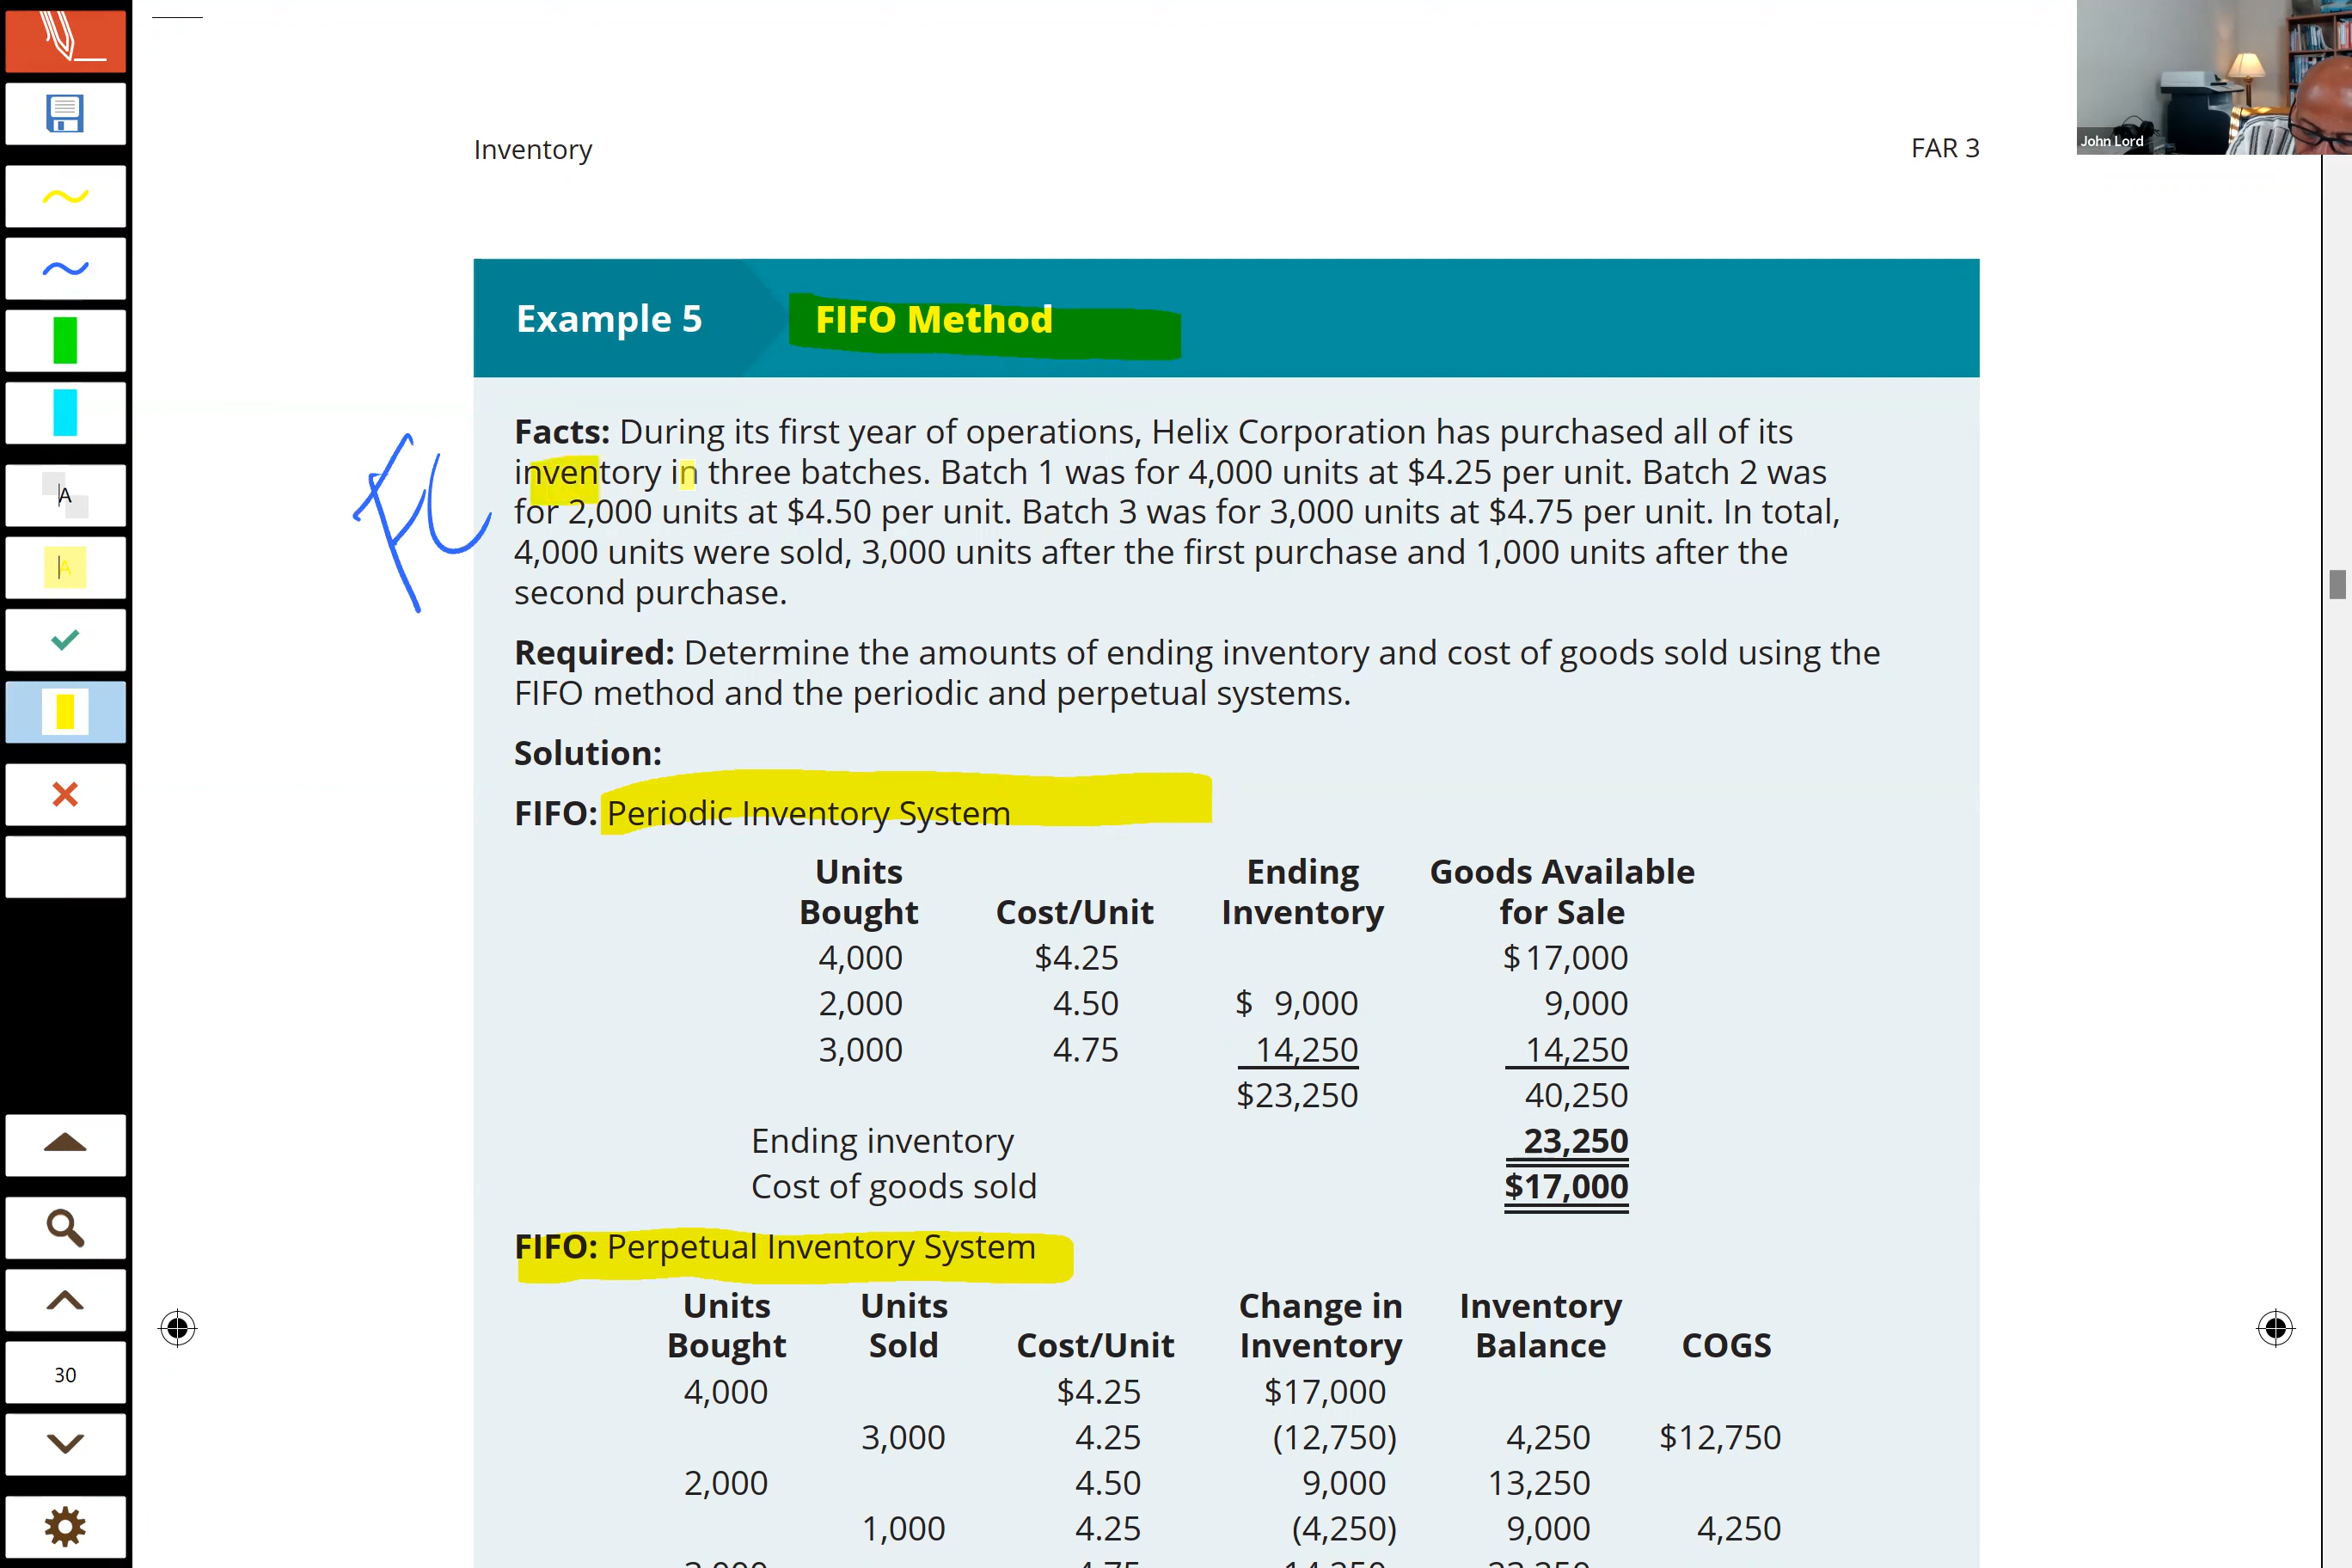 Inventory
FAR 3
John Lord
Example 5 FIFO Method
Facts: During its first year of operations, Helix Corporation has purchased all of its
inventory in three batches. Batch 1 was for 4,000 units at $4.25 per unit. Batch 2 was
for 2,000 units at $4.50 per unit. Batch 3 was for 3,000 units at $4.75 per unit. In total,
4,000 units were sold, 3,000 units after the first purchase and 1,000 units after the
second purchase.
Required: Determine the amounts of ending inventory and cost of goods sold using the
FIFO method and the periodic and perpetual systems.
Solution:
FIFO: Periodic Inventory System
Units Ending Goods Available
Bought Cost/Unit Inventory for Sale
4,000 $4.25 $17,000
2,000 4.50 $ 9,000 9,000
3,000 4.75 14,250 14,250
$23,250 40,250
Ending inventory 23,250
Cost of goods sold $17,000
FIFO: Perpetual Inventory System
Units Units Change in Inventory
Bought Sold Cost/Unit Inventory Balance COGS
4,000 $4.25 $17,000
3,000 4.25 (12,750) 4,250 $12,750
2,000 4.50 9,000 13,250
1,000 4.25 (4,250) 9,000 4,250
A
A
30